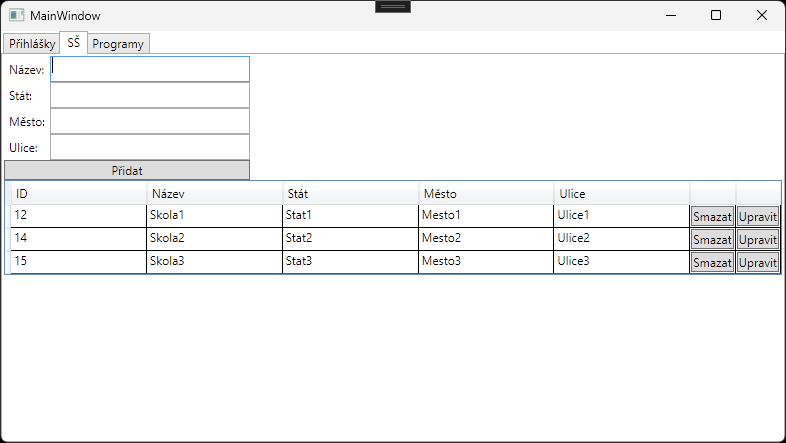 MainWindow
Přihlášky SŠ Programy
Název:
Stát:
Město:
Ulice:
Přidat
ID Název Stát Město Ulice
12 Skola1 Stat1 Mesto1 Ulice1 Smazat Upravit
14 Skola2 Stat2 Mesto2 Ulice2 Smazat Upravit
15 Skola3 Stat3 Mesto3 Ulice3 Smazat Upravit